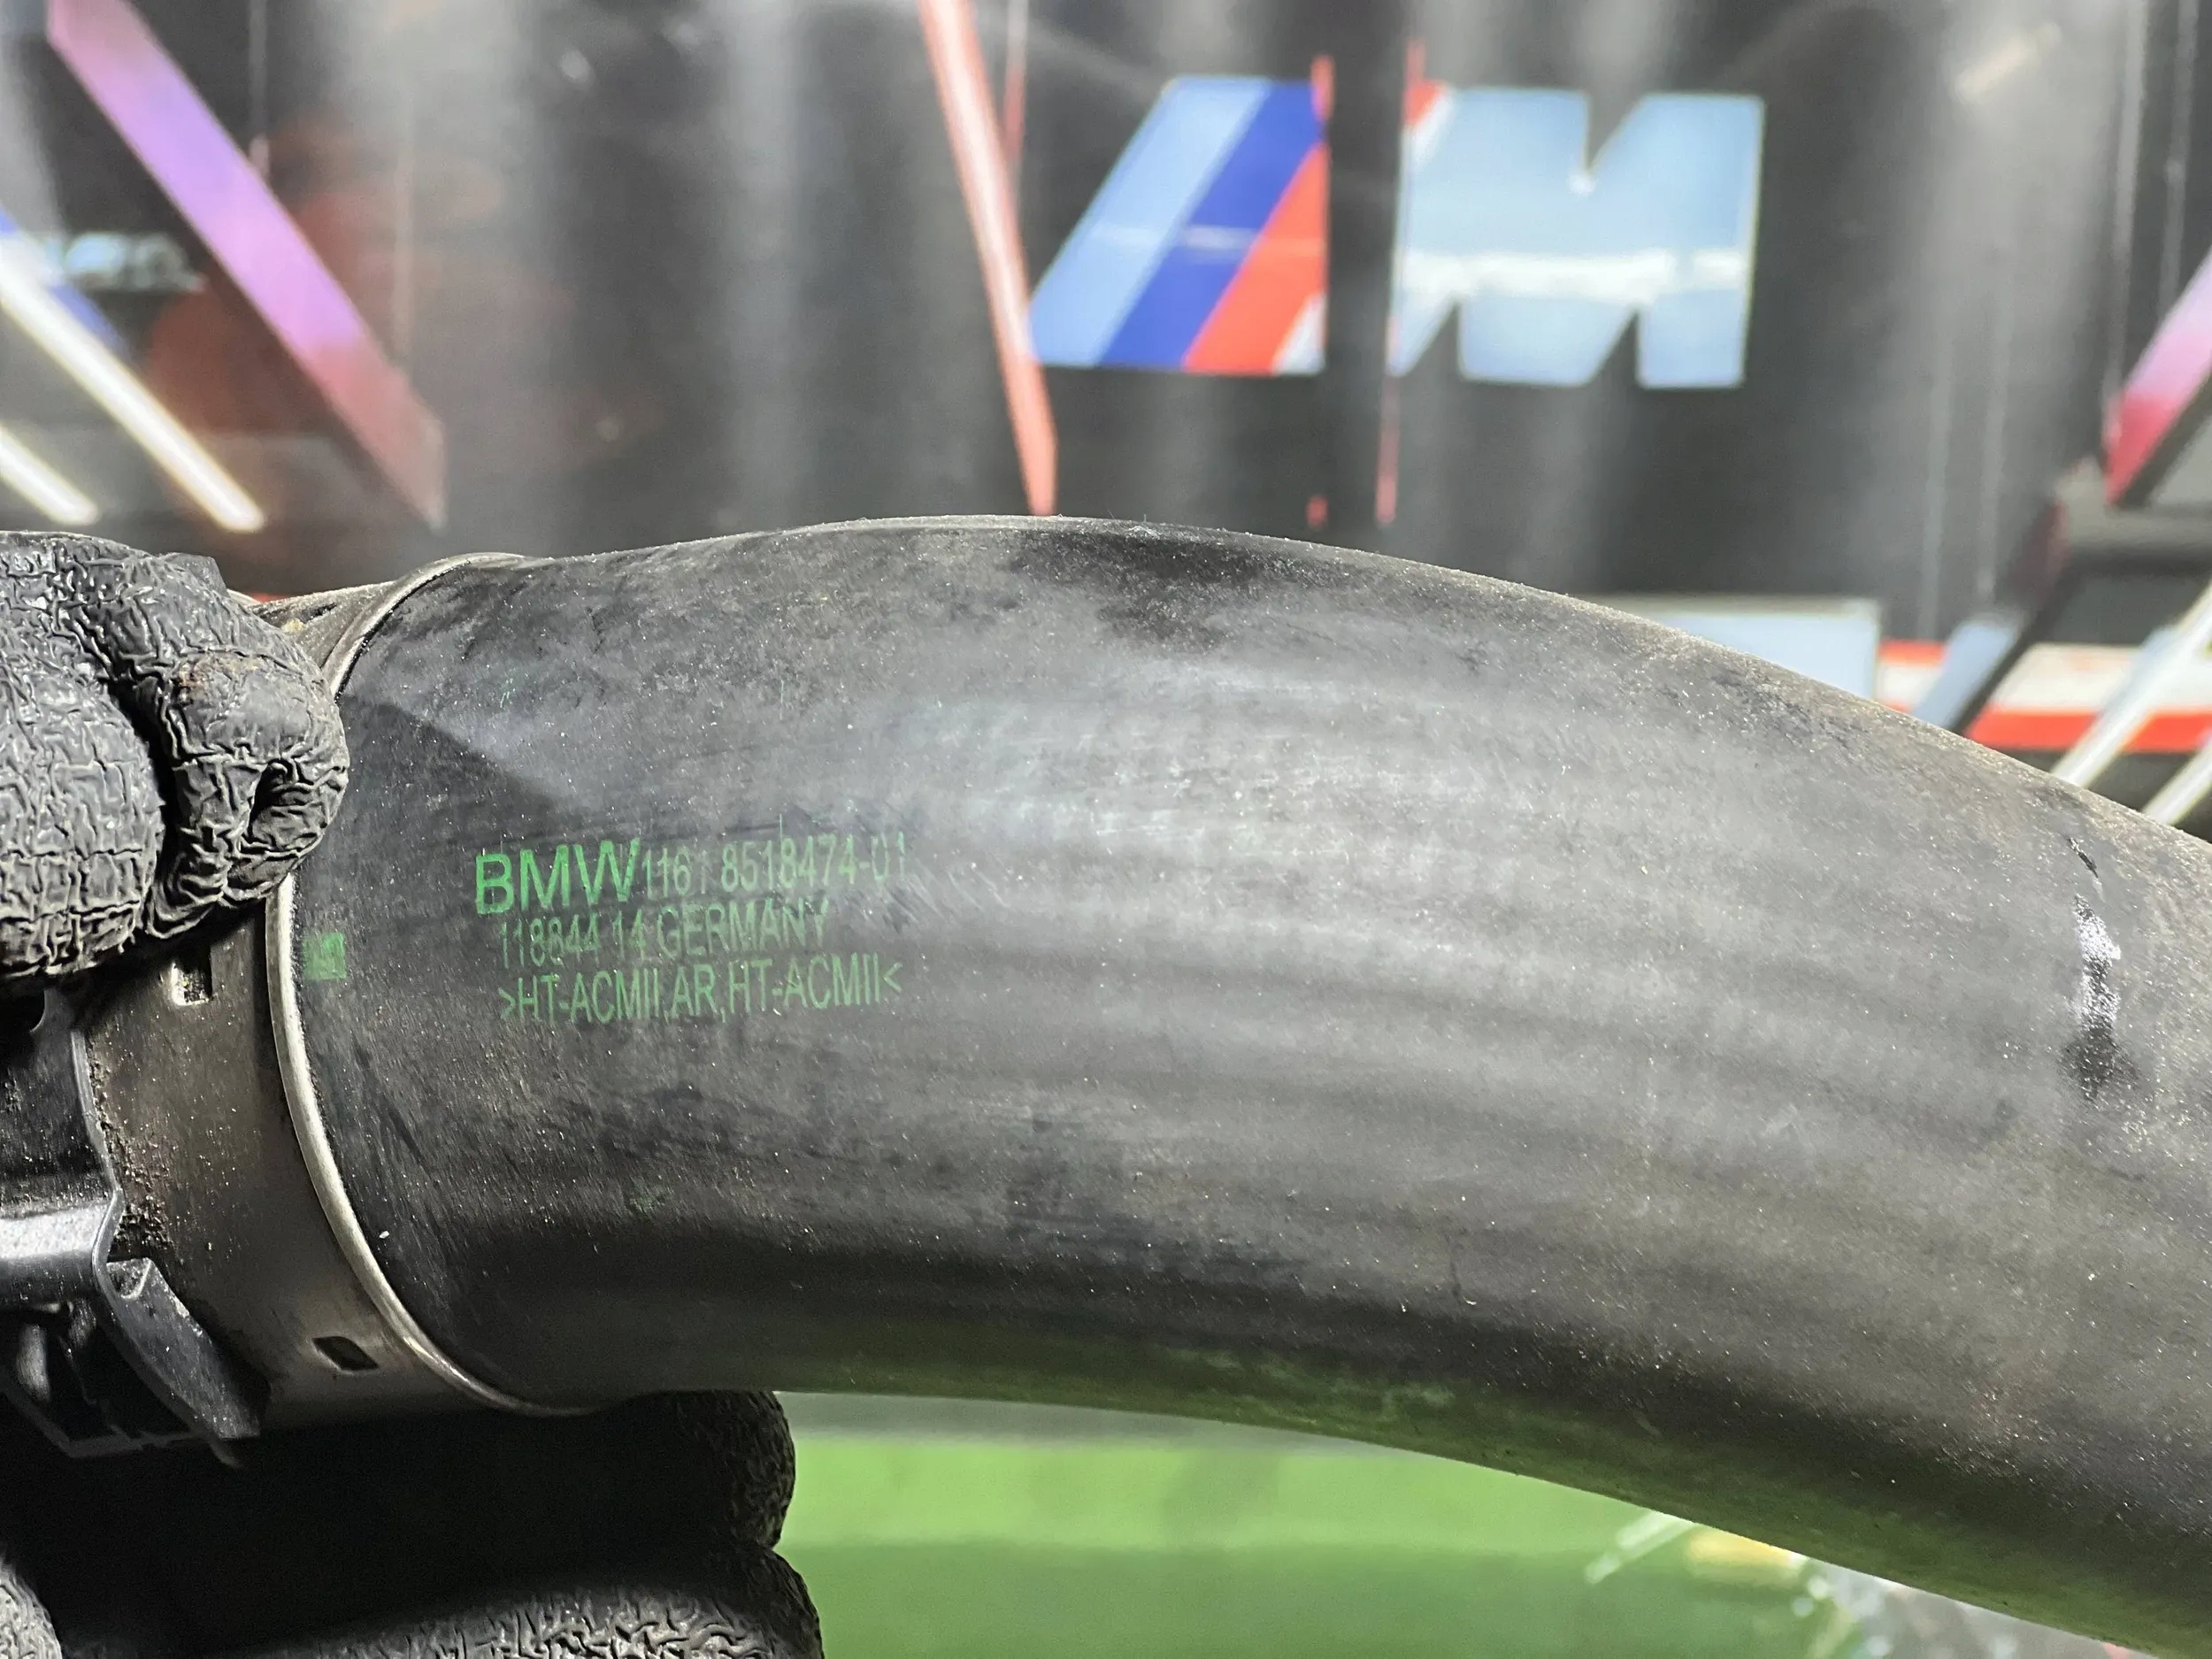 M
BMW 1161 8518474-01
118844 14 GERMANY
>HT-ACMII,AR,HT-ACMII<